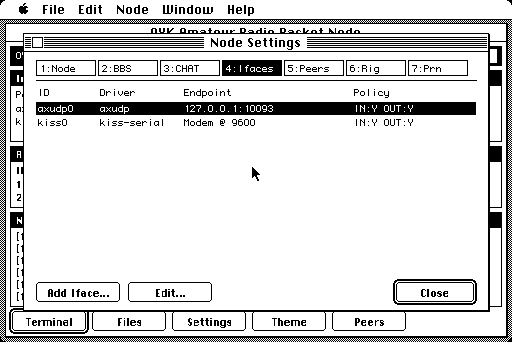 File Edit Node Window Help
Node Settings
1:Node 2:BBS 3:CHAT 4:Ifaces 5:Peers 6:Rig 7:Prn
ID Driver Endpoint Policy
axudp0 axudp 127.0.0.1:10093 IN:Y OUT:Y
kiss0 kiss-serial Modem @ 9600 IN:Y OUT:Y
Add Iface... Edit... Close
Terminal Files Settings Theme Peers